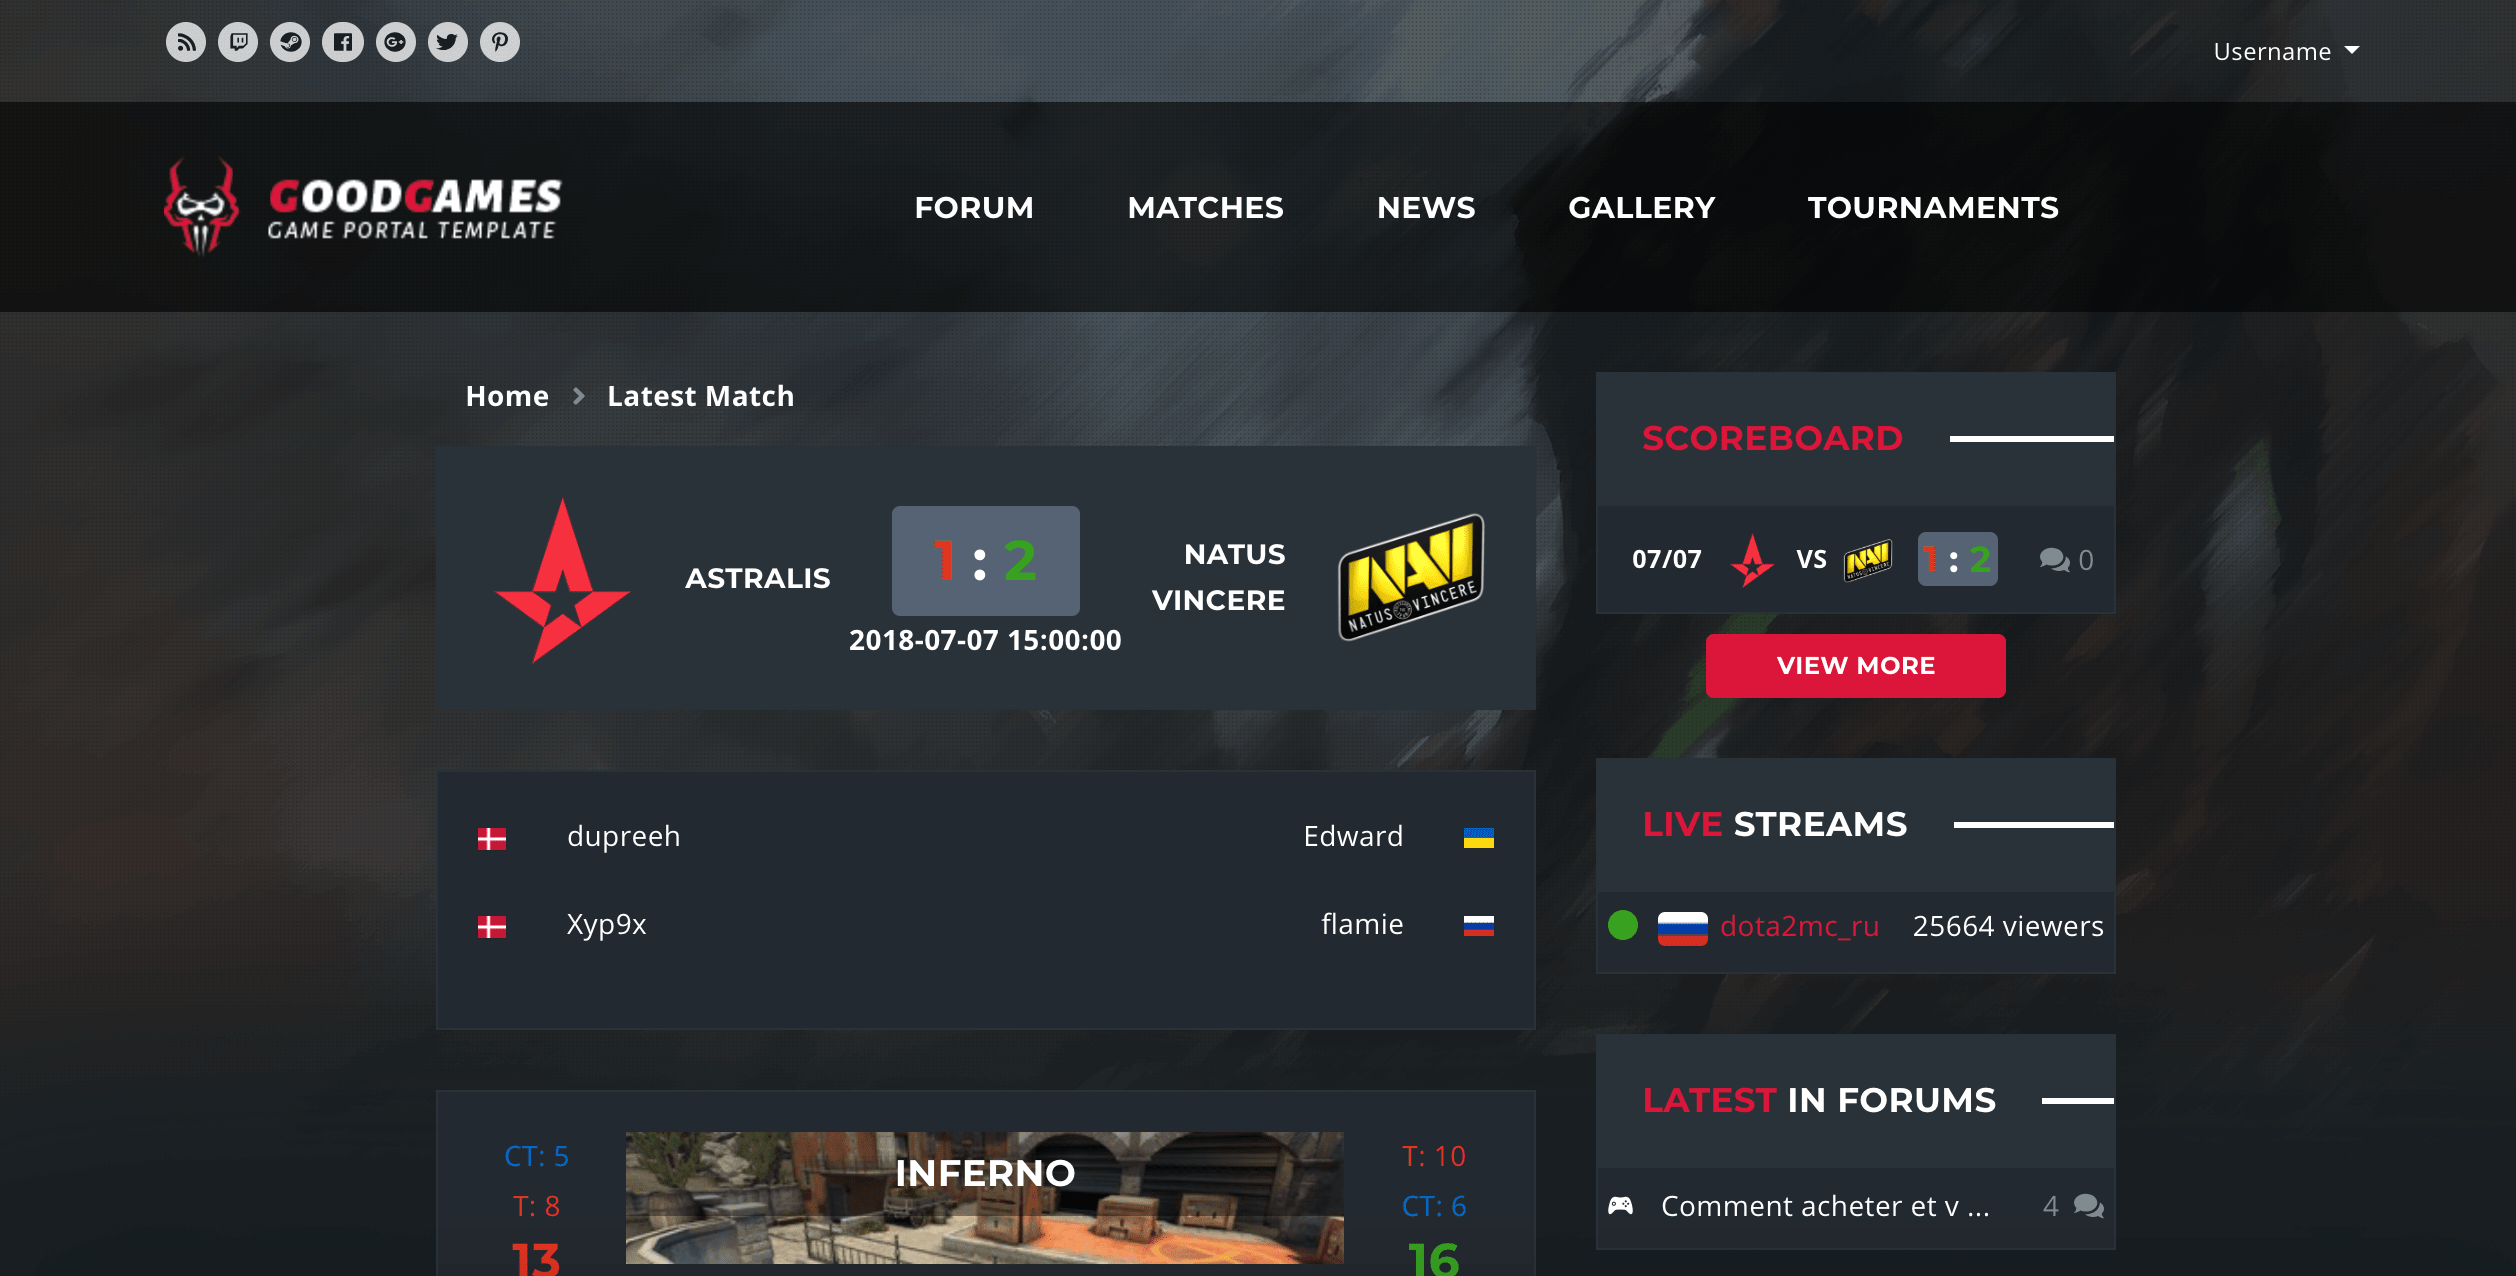 Username
GOODGAMES
GAME PORTAL TEMPLATE
FORUM MATCHES NEWS GALLERY TOURNAMENTS
Home Latest Match
ASTRALIS
1 : 2
2018-07-07 15:00:00
NATUS
VINCERE
NAVI
NATUS VINCERE
dupreeh Edward
Xyp9x flamie
CT: 5
T: 8
13
INFERNO
T: 10
CT: 6
16
SCOREBOARD
07/07 VS NAVI 1 : 2 0
VIEW MORE
LIVE STREAMS
dota2mc_ru 25664 viewers
LATEST IN FORUMS
Comment acheter et v ... 4